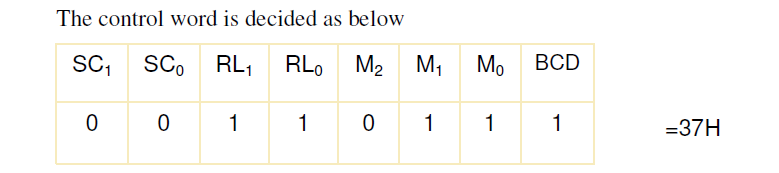 The control word is decided as below
SC₁ SC₀ RL₁ RL₀ M₂ M₁ M₀ BCD
0 0 1 1 0 1 1 1 =37H